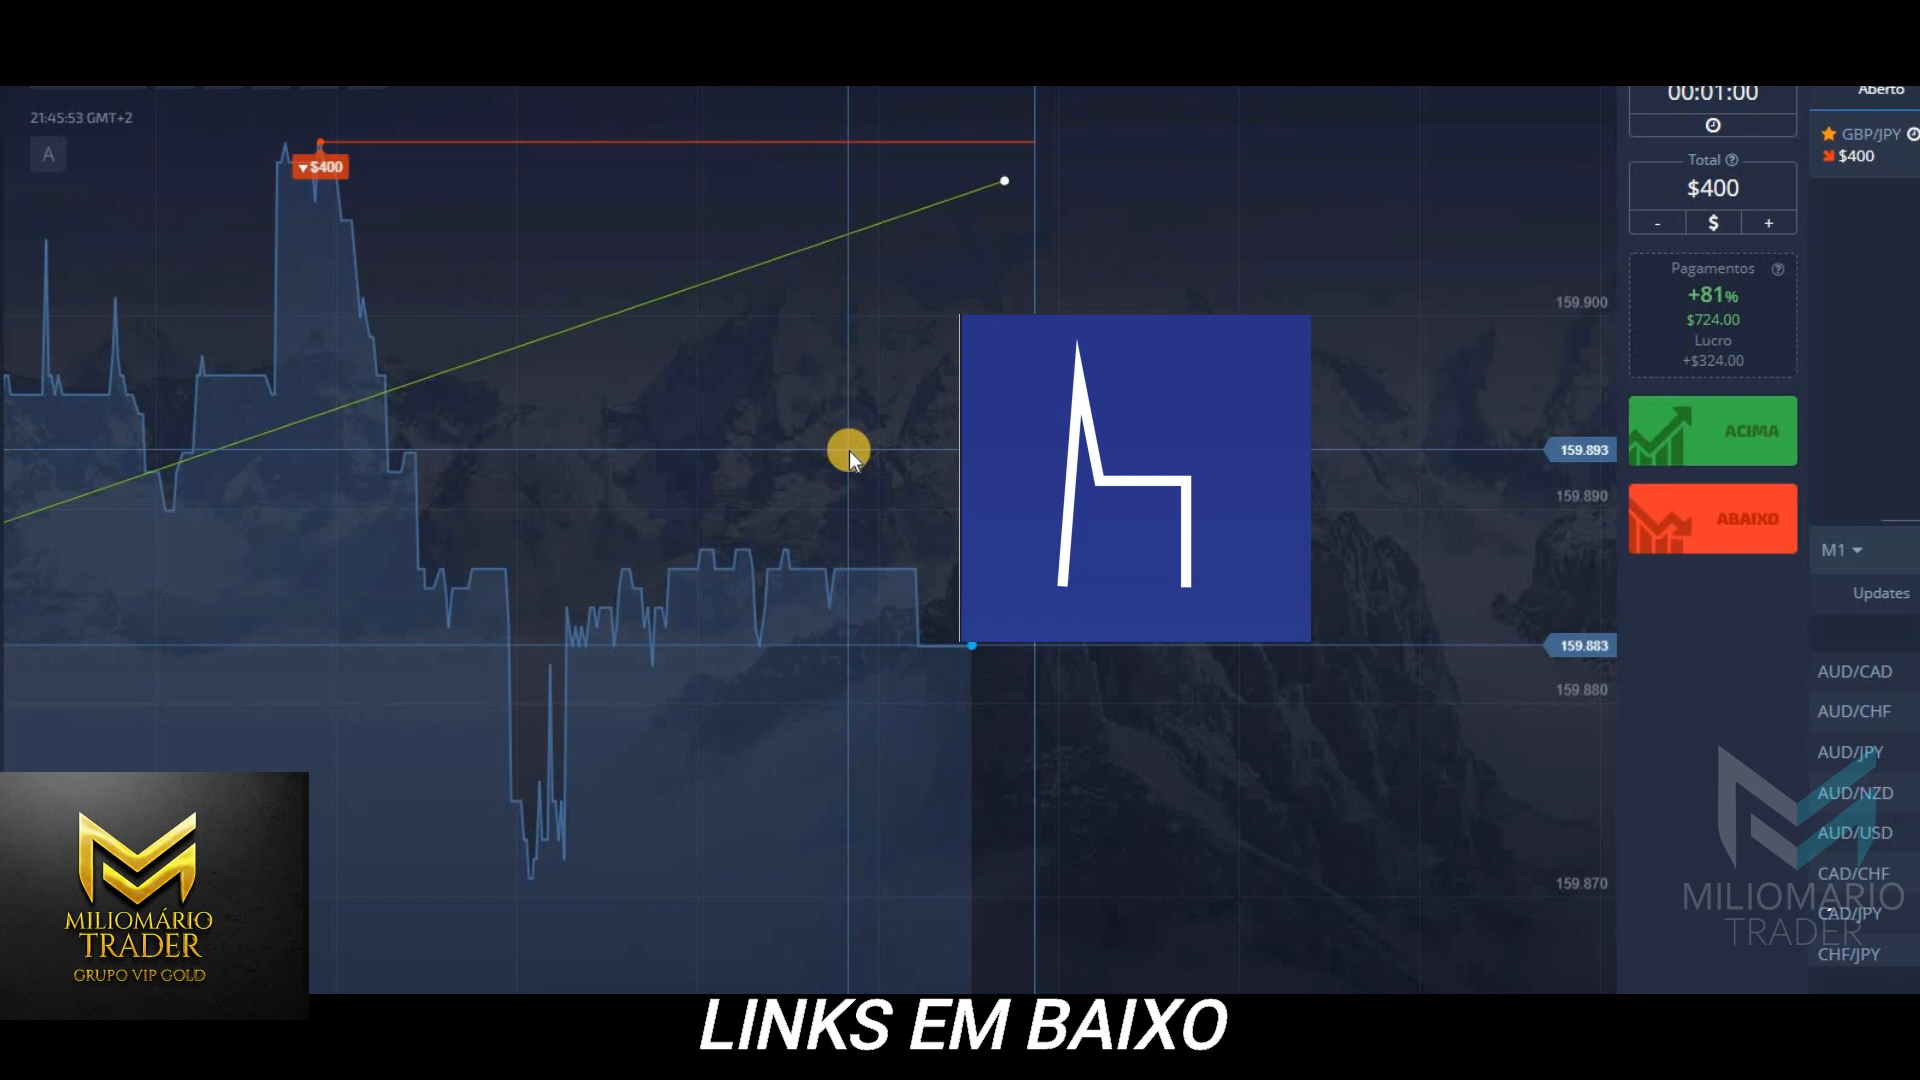 21:45:53 GMT+2
A
$400
159.900
159.893
159.890
159.883
159.880
159.870
00:01:00
Total
$400
- $ +
Pagamentos
+81%
$724.00
Lucro
+$324.00
ACIMA
ABAIXO
Aberto
GBP/JPY
$400
M1
Updates
AUD/CAD
AUD/CHF
AUD/JPY
AUD/NZD
AUD/USD
CAD/CHF
CAD/JPY
CHF/JPY
MILIOMÁRIO
TRADER
GRUPO VIP GOLD
MILIOMARIO
TRADER
LINKS EM BAIXO